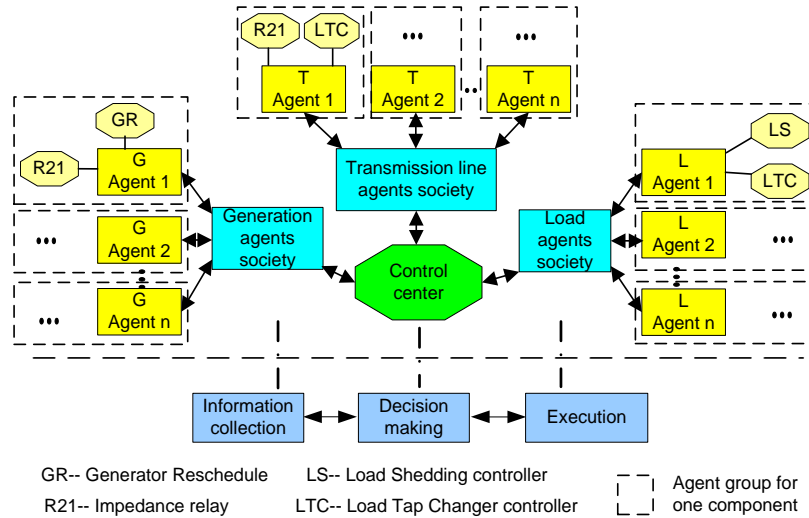 R21
LTC
...
...
T
Agent 1
T
Agent 2
..
T
Agent n
GR
R21
G
Agent 1
Transmission line
agents society
L
Agent 1
LS
LTC
...
G
Agent 2
Generation
agents
society
Load
agents
society
L
Agent 2
...
Control
center
...
G
Agent n
L
Agent n
...
Information
collection
Decision
making
Execution
GR-- Generator Reschedule
LS-- Load Shedding controller
R21-- Impedance relay
LTC-- Load Tap Changer controller
Agent group for
one component